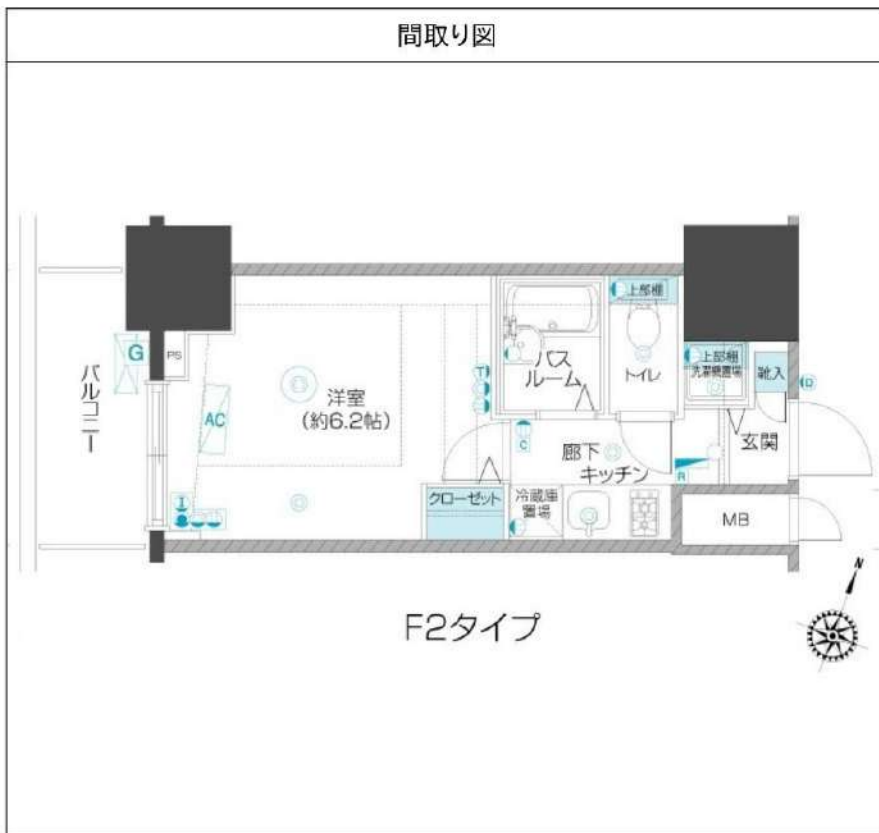 間取り図
上部棚
PS
G
バルコニー
バス
ルーム
トイレ
上部棚
洗濯機置場
靴入
D
T
洋室
(約6.2帖)
AC
C
廊下
キッチン
R
玄関
I
クローゼット
冷蔵庫
置場
MB
N
F2タイプ